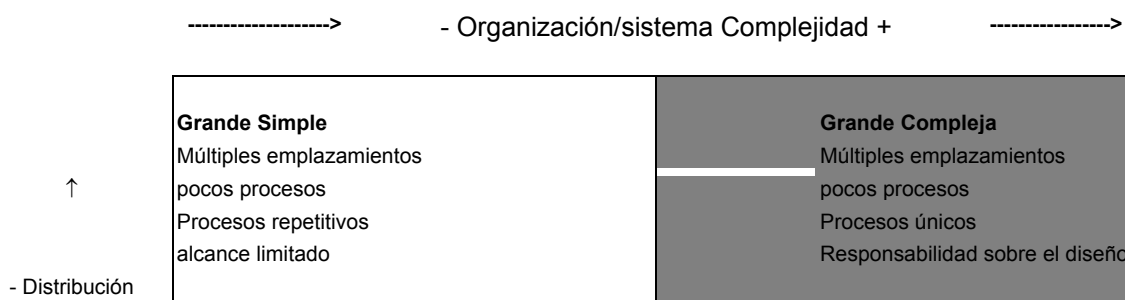 -------------------> - Organización/sistema Complejidad + ----------------->
Grande Simple
Múltiples emplazamientos
pocos procesos
Procesos repetitivos
alcance limitado
Grande Compleja
Múltiples emplazamientos
pocos procesos
Procesos únicos
Responsabilidad sobre el diseño
↑
- Distribución